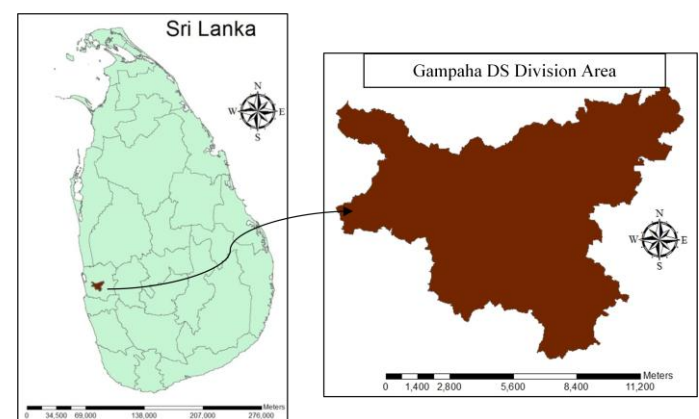 Sri Lanka
N
W E
S
Meters
0 34,500 69,000 138,000 207,000 276,000
Gampaha DS Division Area
N
W E
S
Meters
0 1,400 2,800 5,600 8,400 11,200